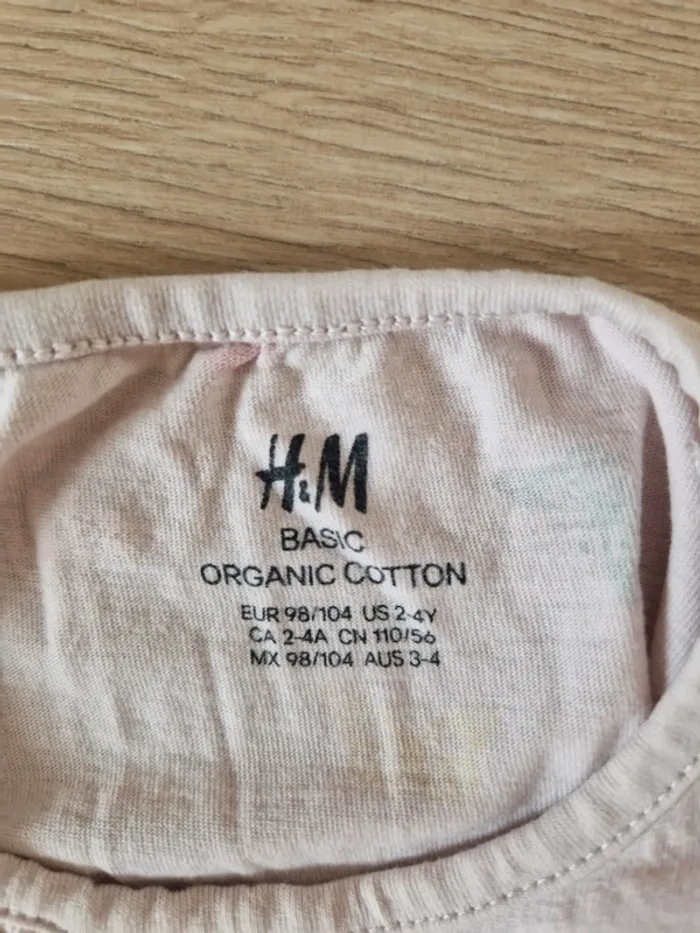 H&M
BASIC
ORGANIC COTTON
EUR 98/104 US 2-4Y
CA 2-4A CN 110/56
MX 98/104 AUS 3-4